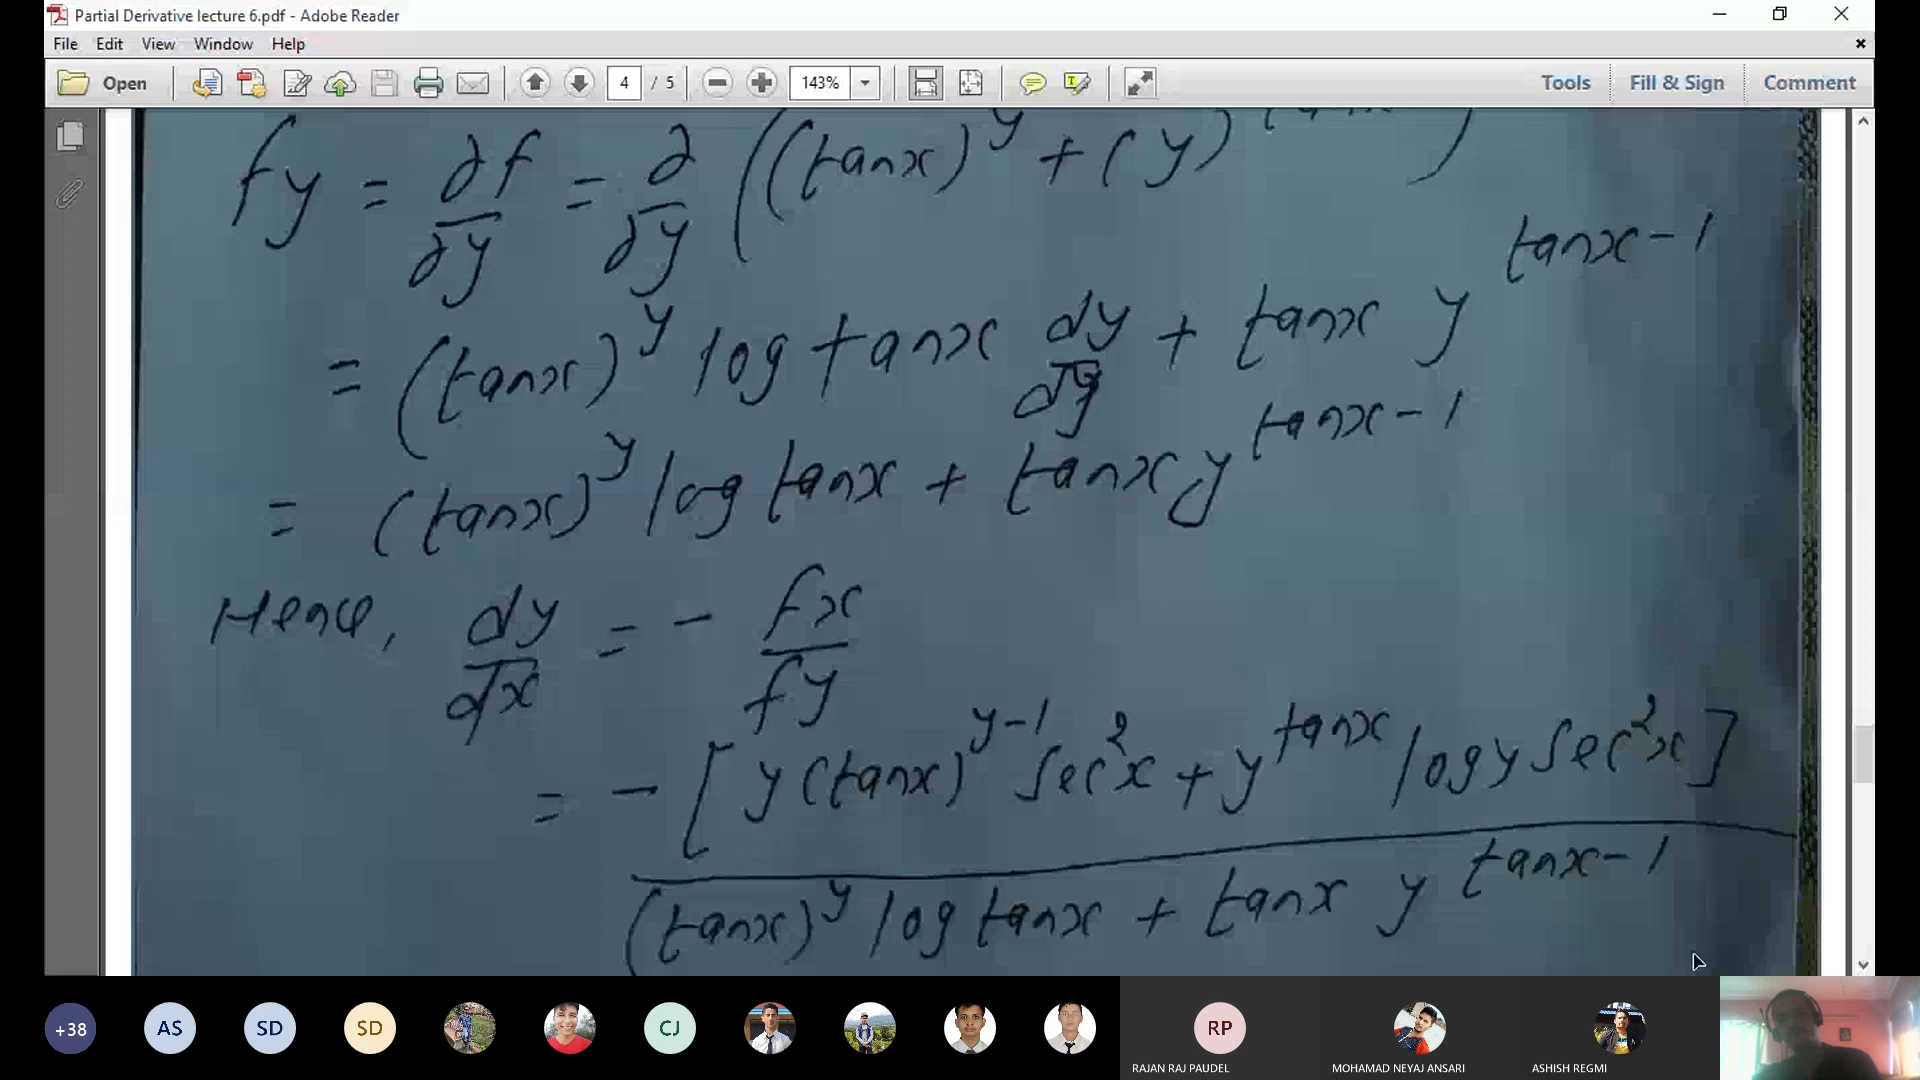 Partial Derivative lecture 6.pdf - Adobe Reader
File Edit View Window Help
Open 4 / 5 143% Tools Fill & Sign Comment
fy = ∂f/∂y = ∂/∂y ((tanx)^y + (y)
= (tanx)^y log tanx dy/dy + tanx y^tanx-1
= (tanx)^y log tanx + tanx y^tanx-1
Hence, dy/dx = - fx/fy
= - [y(tanx)^y-1 sec²x + y^tanx log y sec²x]
(tanx)^y log tanx + tanx y^tanx-1
+38 AS SD SD CJ RP
RAJAN RAJ PAUDEL MOHAMAD NEYAJ ANSARI ASHISH REGMI